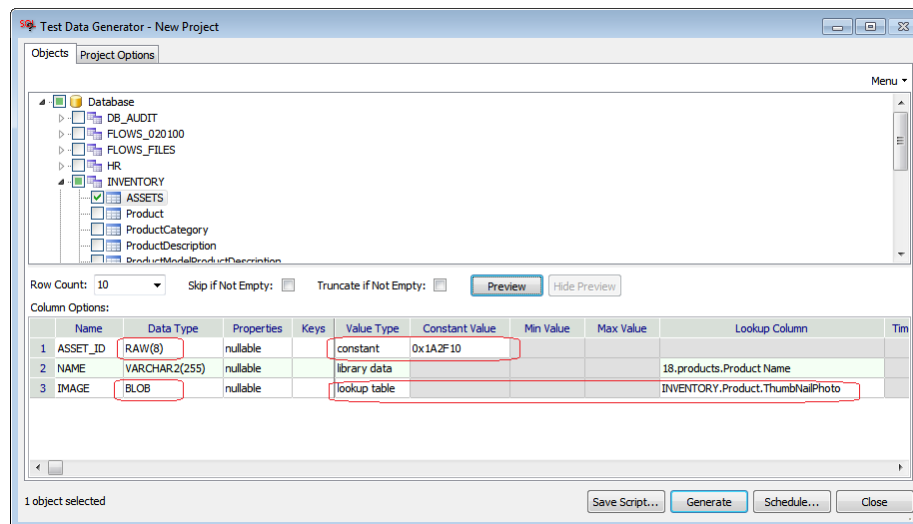 SQL Test Data Generator - New Project
Objects Project Options
Menu
Database
DB_AUDIT
FLOWS_020100
FLOWS_FILES
HR
INVENTORY
ASSETS
Product
ProductCategory
ProductDescription
ProductModelProductDescription
Row Count: 10 Skip if Not Empty: Truncate if Not Empty: Preview Hide Preview
Column Options:
Name Data Type Properties Keys Value Type Constant Value Min Value Max Value Lookup Column Tim
1 ASSET_ID RAW(8) nullable constant 0x1A2F10
2 NAME VARCHAR2(255) nullable library data 18.products.Product Name
3 IMAGE BLOB nullable lookup table INVENTORY.Product.ThumbNailPhoto
1 object selected Save Script... Generate Schedule... Close